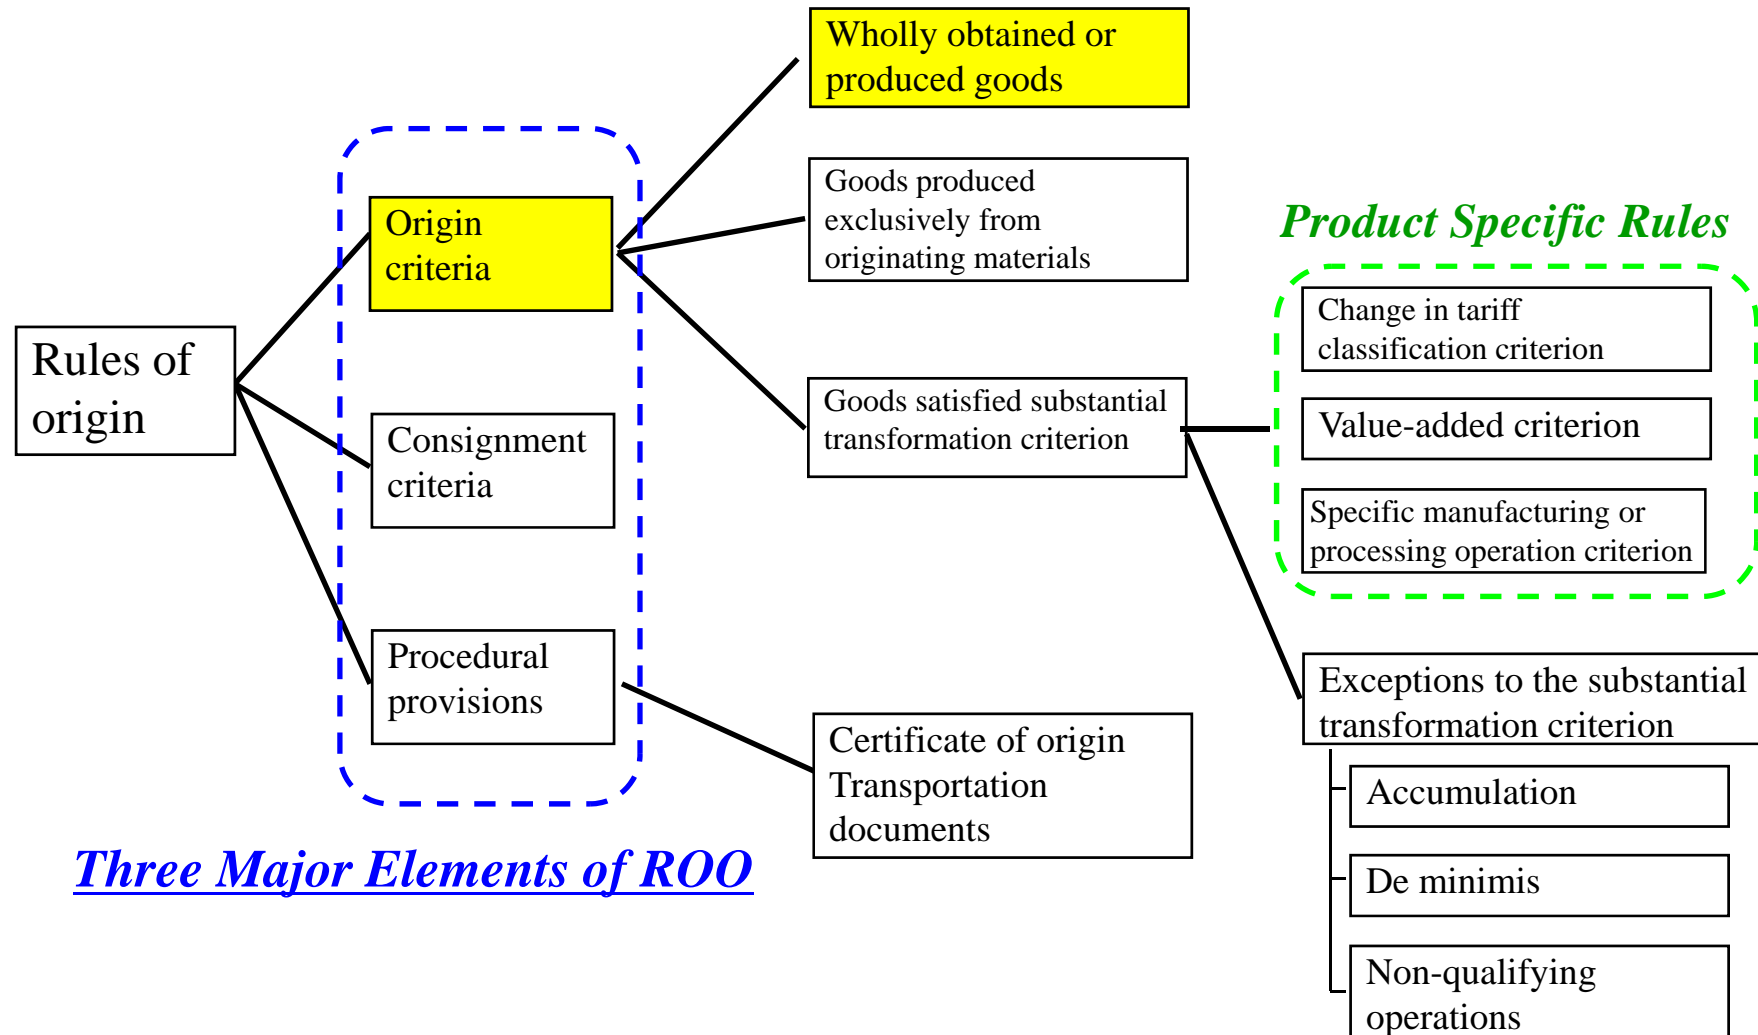 Rules of
origin
Origin
criteria
Consignment
criteria
Procedural
provisions
Three Major Elements of ROO
Wholly obtained or
produced goods
Goods produced
exclusively from
originating materials
Goods satisfied substantial
transformation criterion
Certificate of origin
Transportation
documents
Product Specific Rules
Change in tariff
classification criterion
Value-added criterion
Specific manufacturing or
processing operation criterion
Exceptions to the substantial
transformation criterion
Accumulation
De minimis
Non-qualifying
operations